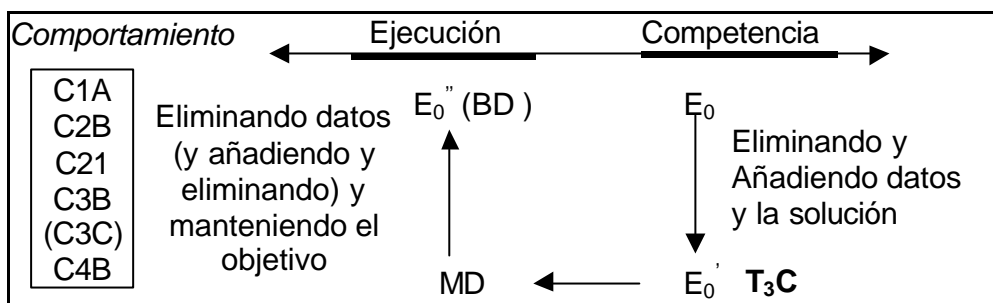 Comportamiento
Ejecución
Competencia
C1A
C2B
C21
C3B
(C3C)
C4B
Eliminando datos
(y añadiendo y
eliminando) y
manteniendo el
objetivo
E₀'' (BD )
MD
E₀
Eliminando y
Añadiendo datos
y la solución
E₀' T₃C